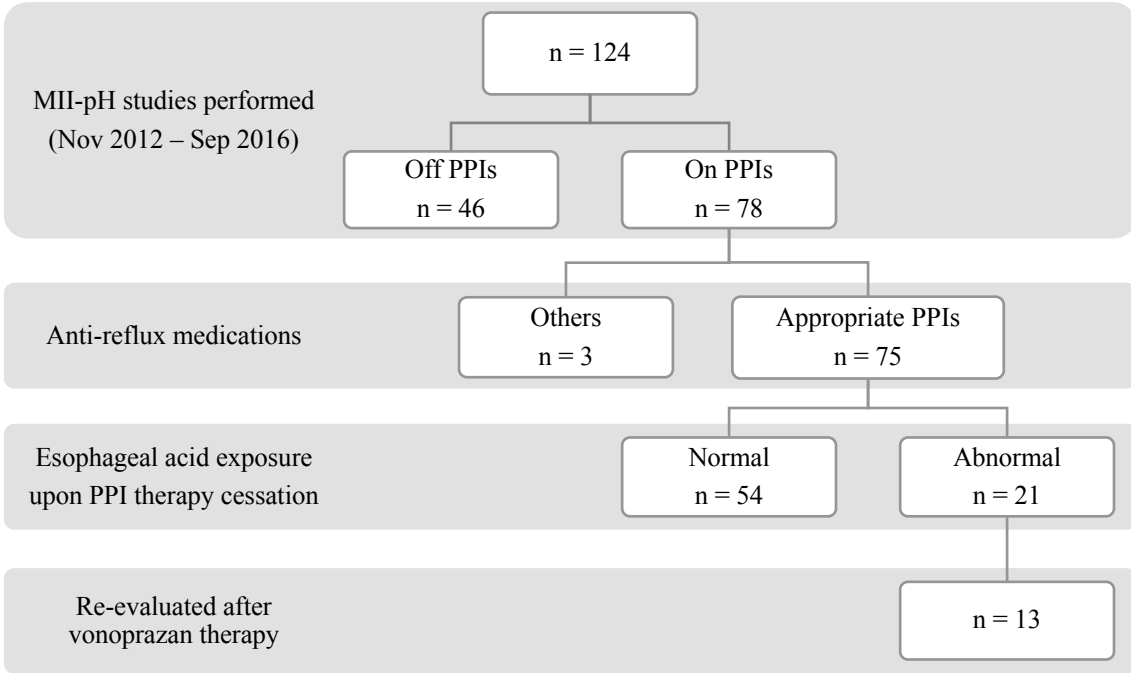 n = 124
MII-pH studies performed
(Nov 2012 – Sep 2016)
Off PPIs
n = 46
On PPIs
n = 78
Anti-reflux medications
Others
n = 3
Appropriate PPIs
n = 75
Esophageal acid exposure
upon PPI therapy cessation
Normal
n = 54
Abnormal
n = 21
Re-evaluated after
vonoprazan therapy
n = 13